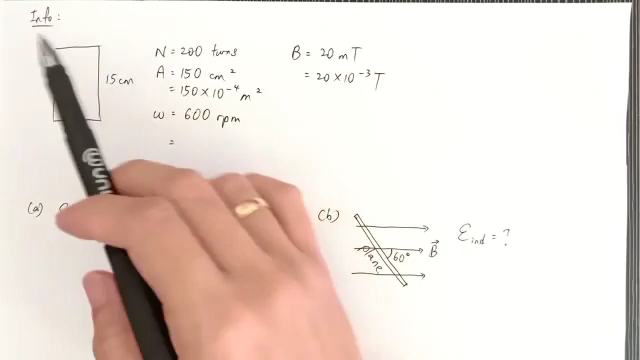 Info:
15 cm
N = 200 turns
A = 150 cm²
= 150 × 10⁻⁴ m²
ω = 600 rpm
=
B = 20 mT
= 20 × 10⁻³ T
(a)
(b)
plane
60°
B⃗
Ɛind = ?